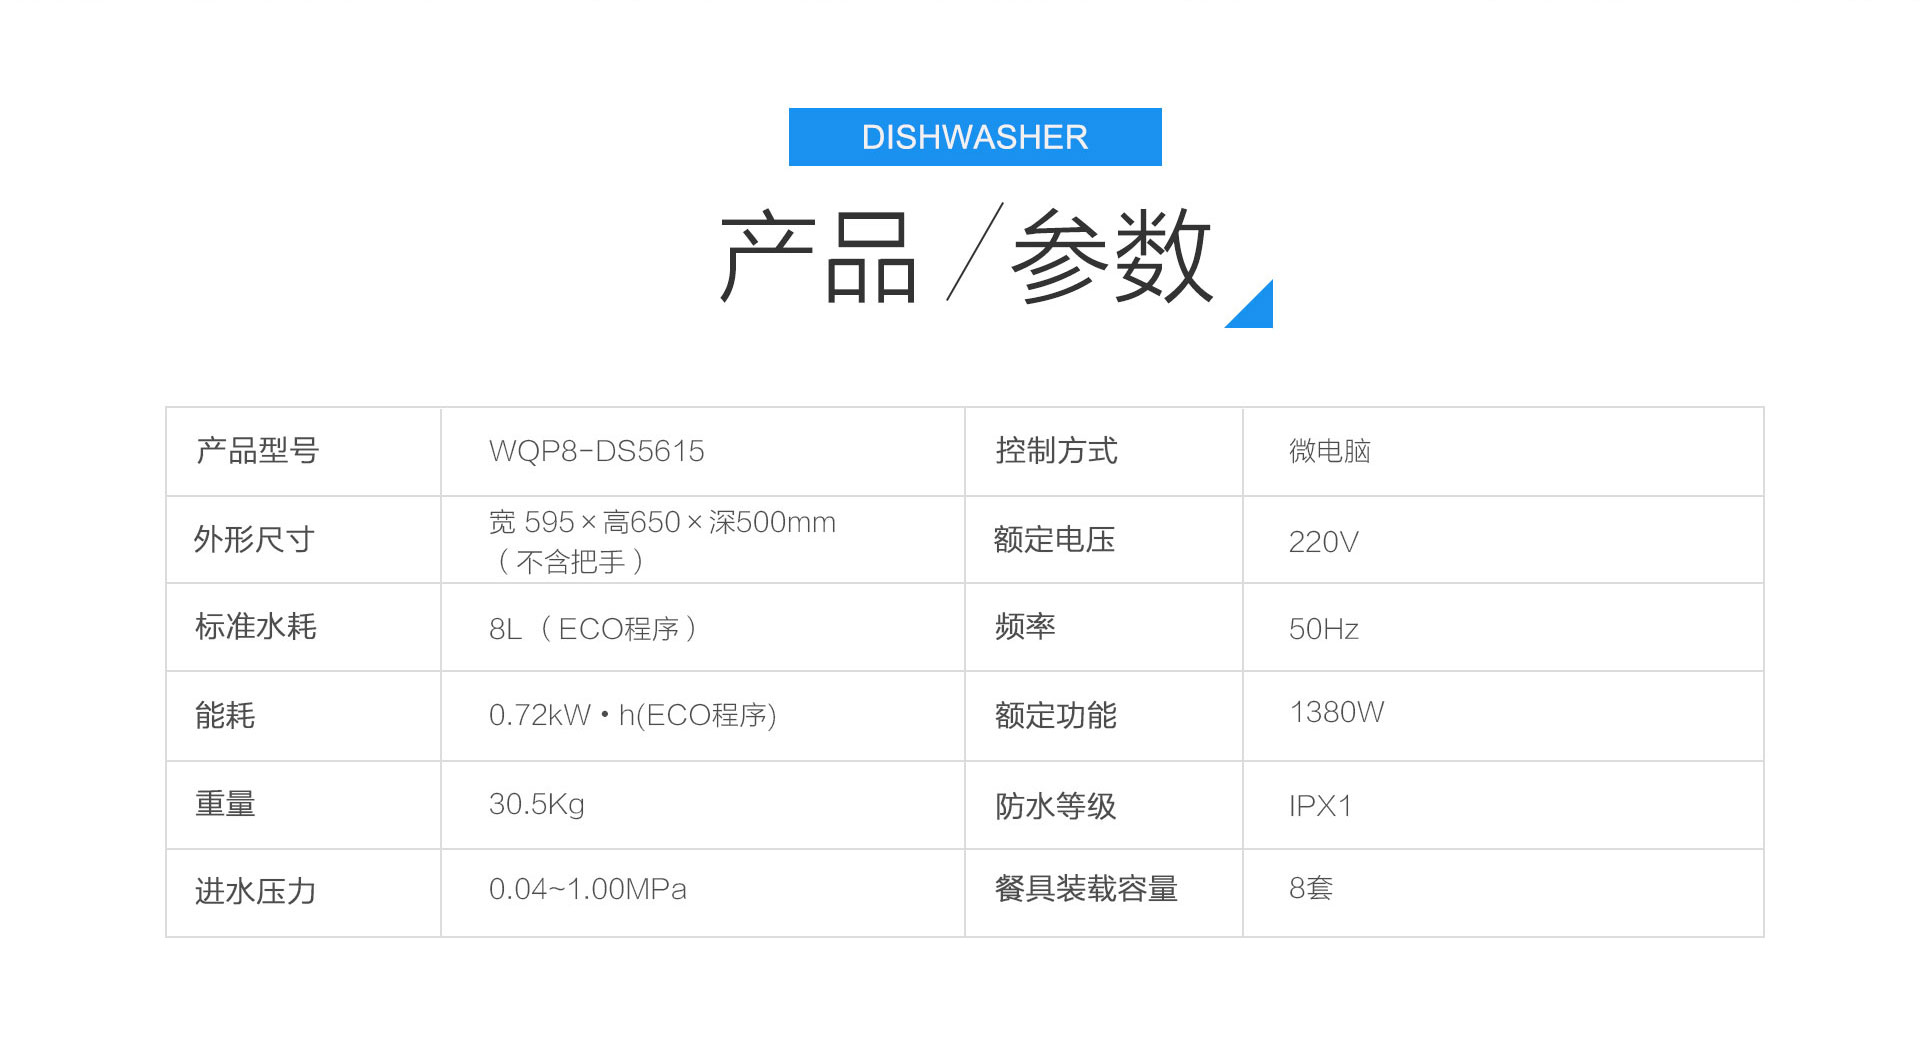 DISHWASHER
产品/参数
产品型号 WQP8-DS5615 控制方式 微电脑
外形尺寸 宽 595×高650×深500mm
（不含把手） 额定电压 220V
标准水耗 8L（ECO程序） 频率 50Hz
能耗 0.72kW•h(ECO程序) 额定功能 1380W
重量 30.5Kg 防水等级 IPX1
进水压力 0.04~1.00MPa 餐具装载容量 8套